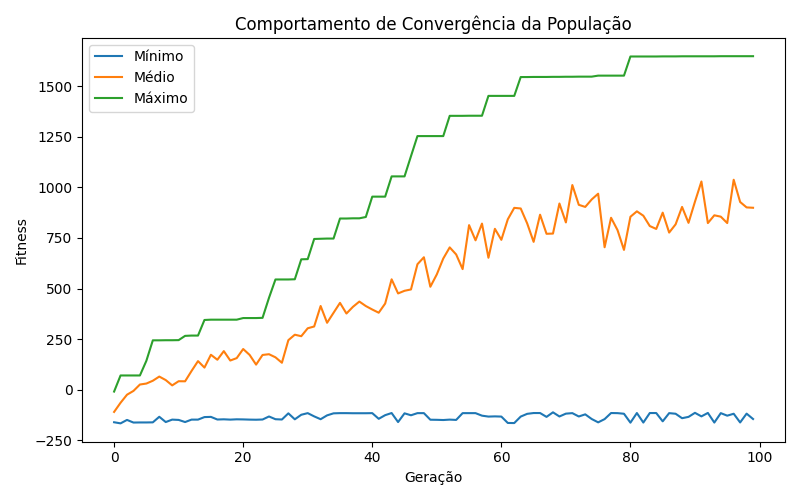 Comportamento de Convergência da População
Mínimo
Médio
Máximo
1500
1250
1000
750
500
250
0
−250
Fitness
0 20 40 60 80 100
Geração